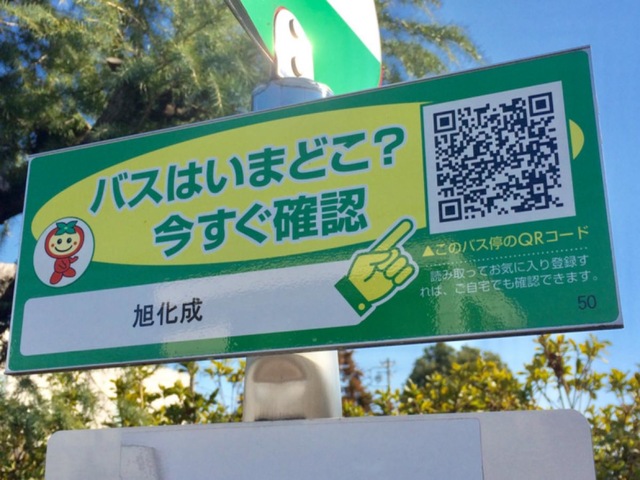 バスはいまどこ？
今すぐ確認
▲このバス停のQRコード
読み取ってお気に入り登録す
れば、ご自宅でも確認できます。
旭化成
50